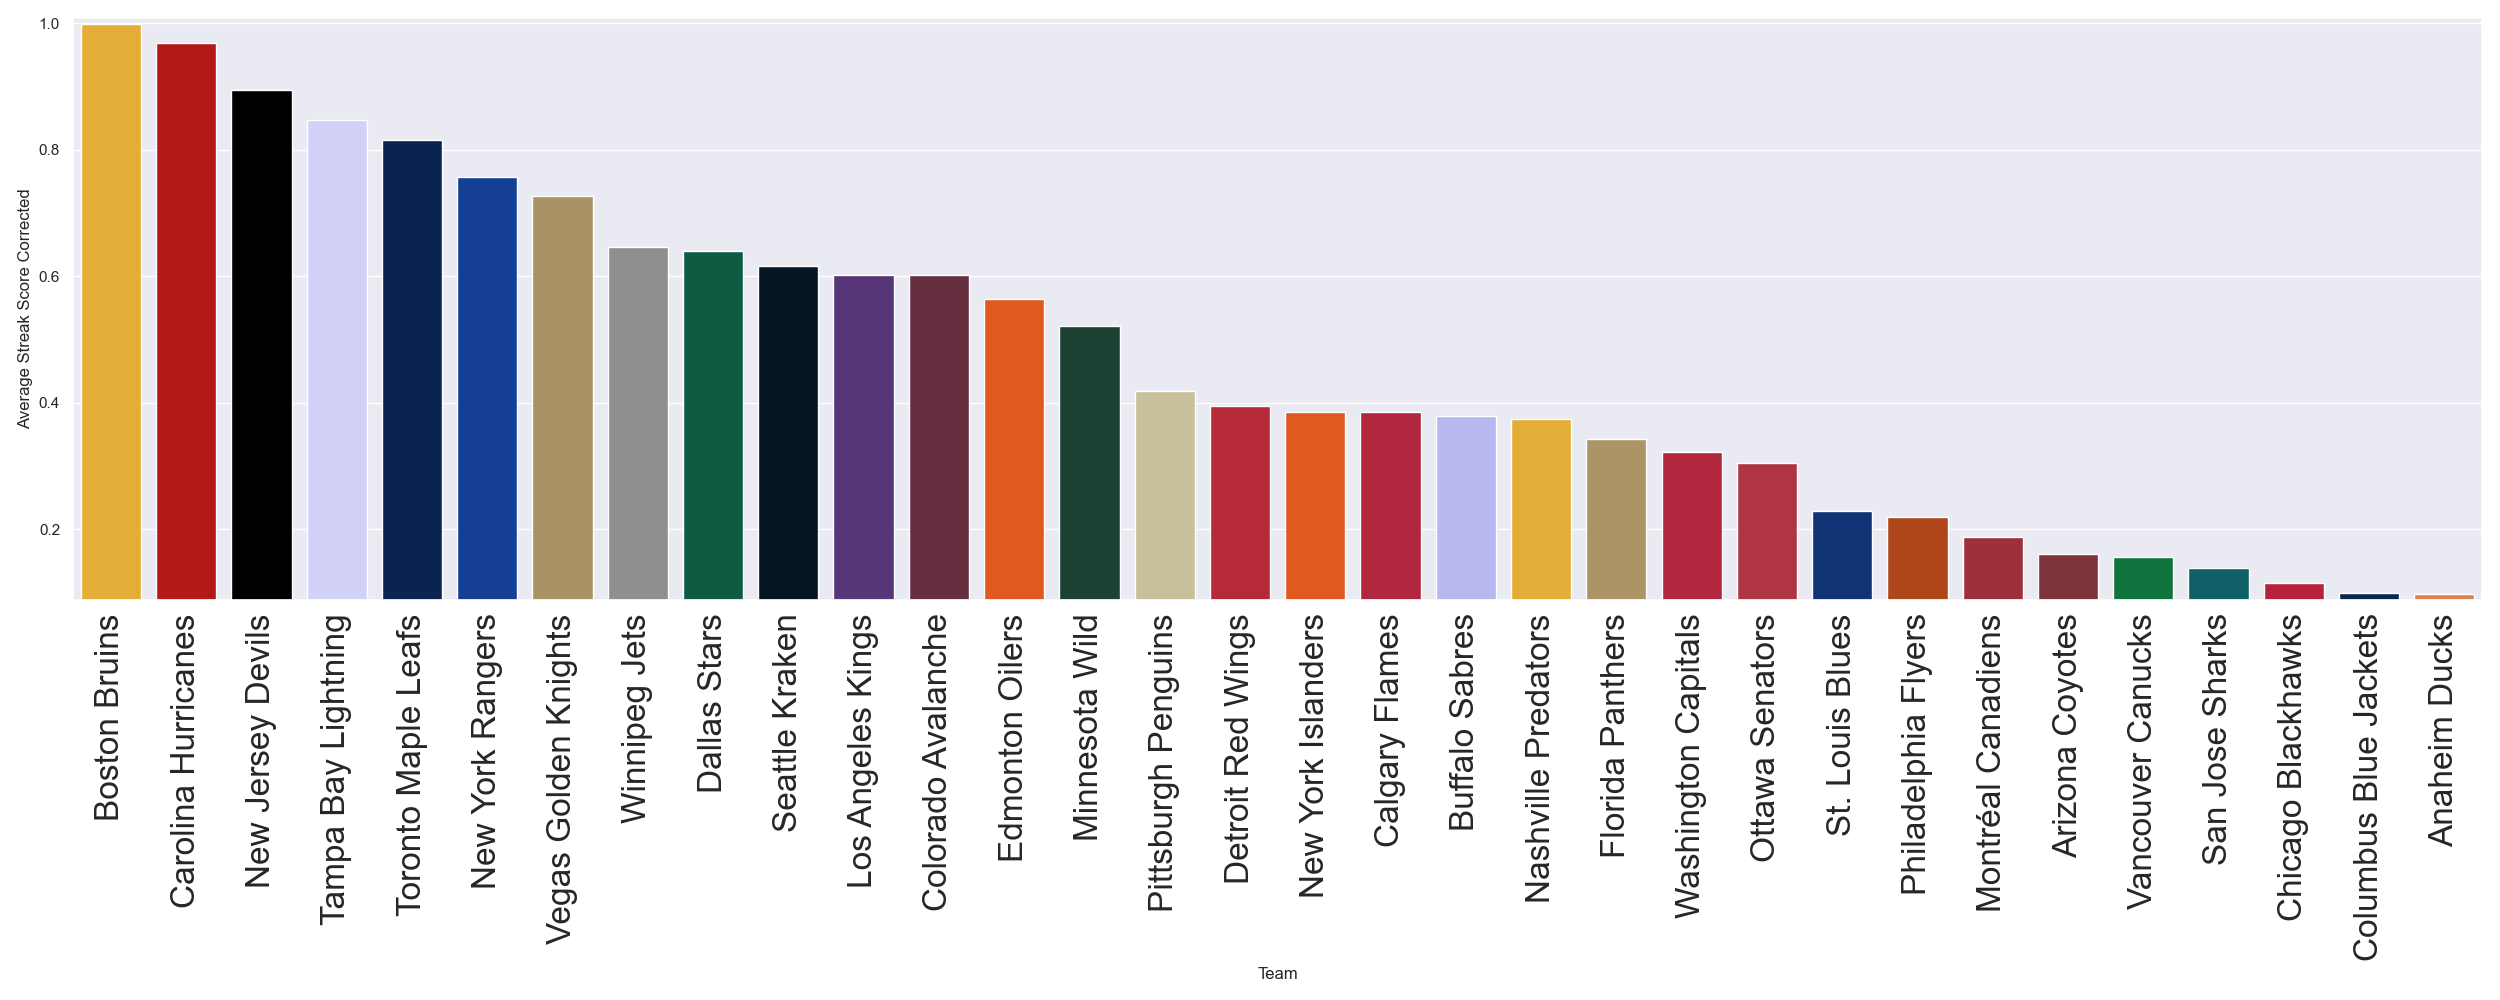 1.0
0.8
0.6
0.4
0.2
Average Streak Score Corrected
Boston Bruins
Carolina Hurricanes
New Jersey Devils
Tampa Bay Lightning
Toronto Maple Leafs
New York Rangers
Vegas Golden Knights
Winnipeg Jets
Dallas Stars
Seattle Kraken
Los Angeles Kings
Colorado Avalanche
Edmonton Oilers
Minnesota Wild
Pittsburgh Penguins
Detroit Red Wings
New York Islanders
Calgary Flames
Buffalo Sabres
Nashville Predators
Florida Panthers
Washington Capitals
Ottawa Senators
St. Louis Blues
Philadelphia Flyers
Montréal Canadiens
Arizona Coyotes
Vancouver Canucks
San Jose Sharks
Chicago Blackhawks
Columbus Blue Jackets
Anaheim Ducks
Team